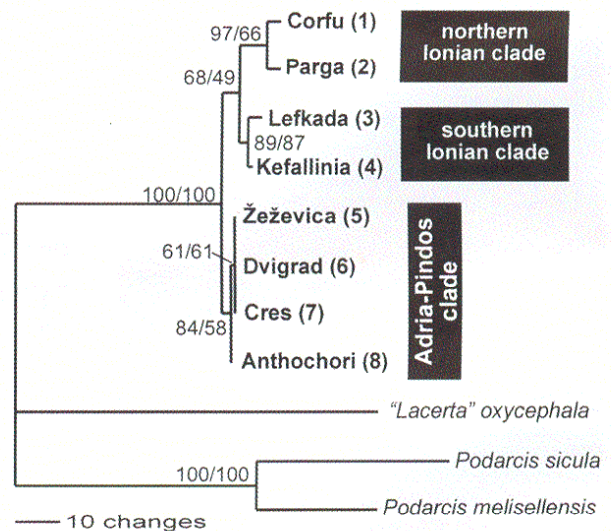 Corfu (1)
97/66
northern
Ionian clade
Parga (2)
68/49
Lefkada (3)
89/87
southern
Ionian clade
Kefallinia (4)
100/100
Žeževica (5)
61/61
Dvigrad (6)
Adria-Pindos
clade
Cres (7)
84/58
Anthochori (8)
"Lacerta" oxycephala
Podarcis sicula
100/100
Podarcis melisellensis
10 changes